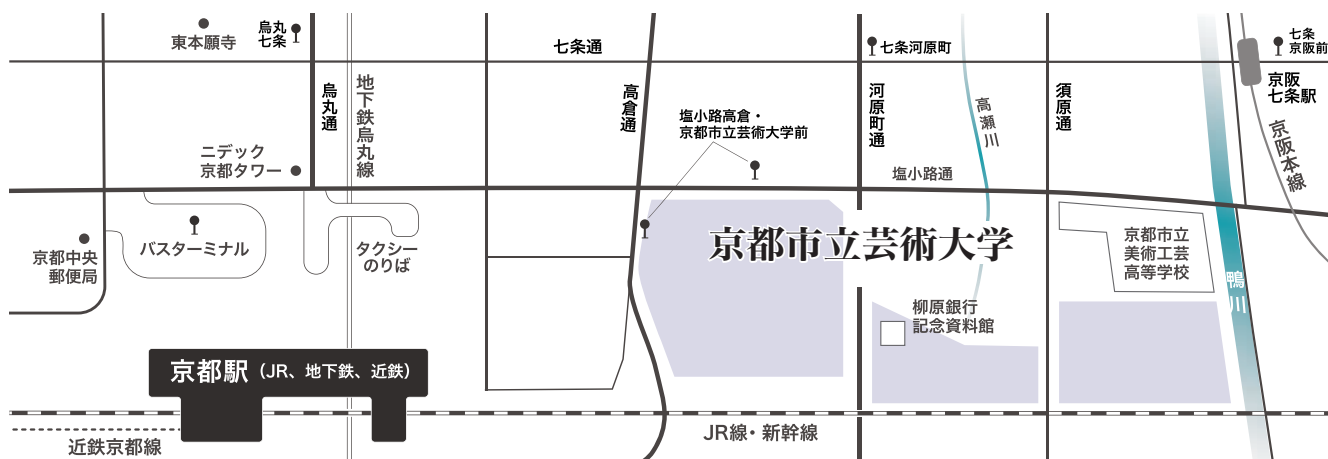 東本願寺
烏丸
七条
七条通
七条河原町
七条
京阪前
京阪
七条駅
烏丸通
地下鉄烏丸線
高倉通
塩小路高倉・
京都市立芸術大学前
河原町通
高瀬川
須原通
京阪本線
ニデック
京都タワー
塩小路通
京都中央
郵便局
バスターミナル
タクシー
のりば
京都市立芸術大学
京都市立
美術工芸
高等学校
鴨川
柳原銀行
記念資料館
京都駅（JR、地下鉄、近鉄）
近鉄京都線
JR線・新幹線